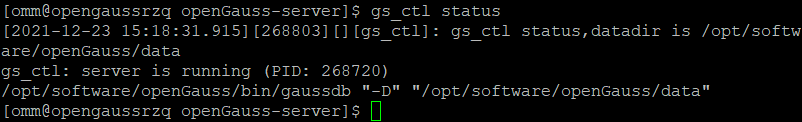 [omm@opengaussrzq openGauss-server]$ gs_ctl status
[2021-12-23 15:18:31.915][268803][][gs_ctl]: gs_ctl status,datadir is /opt/softw
are/openGauss/data
gs_ctl: server is running (PID: 268720)
/opt/software/openGauss/bin/gaussdb "-D" "/opt/software/openGauss/data"
[omm@opengaussrzq openGauss-server]$